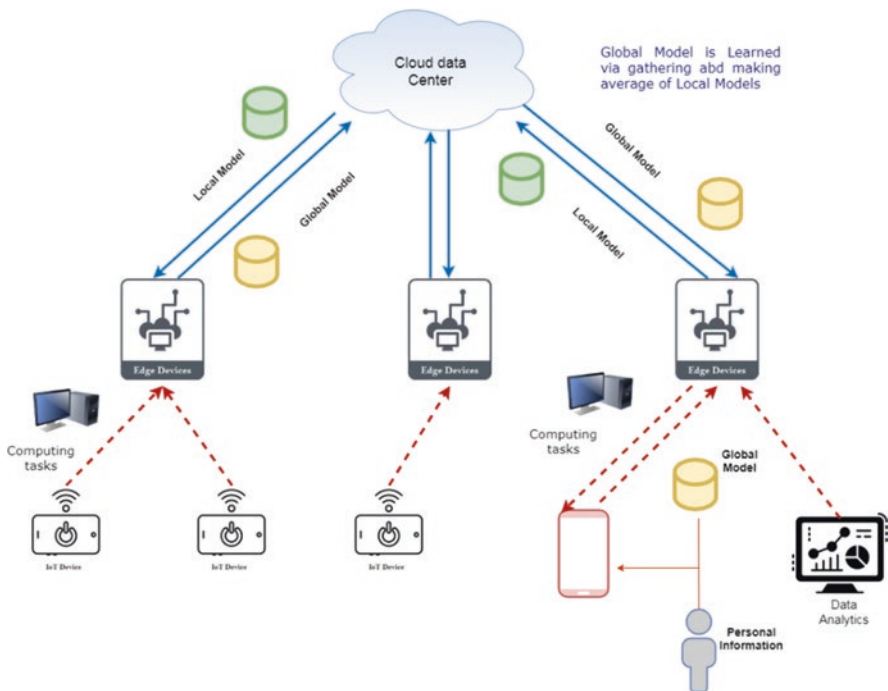 Cloud data
Center
Global Model is Learned
via gathering abd making
average of Local Models
Local Model
Global Model
Global Model
Local Model
Edge Devices
Edge Devices
Edge Devices
Computing
tasks
Computing
tasks
Global
Model
IoT Device
IoT Device
IoT Device
Data
Analytics
Personal
Information